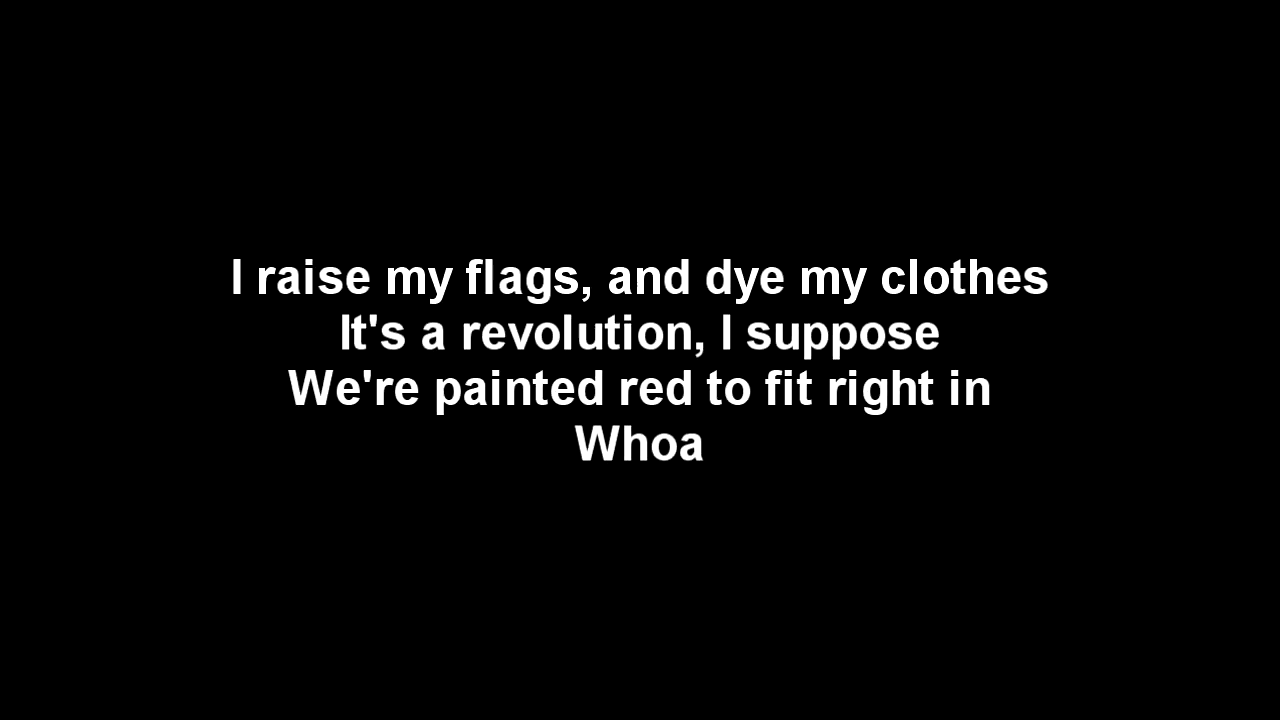 I raise my flags, and dye my clothes
It's a revolution, I suppose
We're painted red to fit right in
Whoa